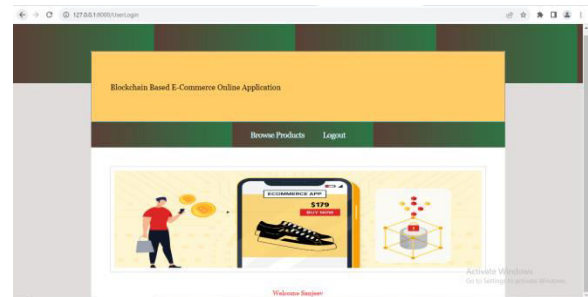 127.0.0.1:8000/UserLogin
Blockchain Based E-Commerce Online Application
Browse Products Logout
ECOMMERCE APP
$179
BUY NOW
Activate Windows
Go to Settings to activate Windows.
Welcome Sanjeev